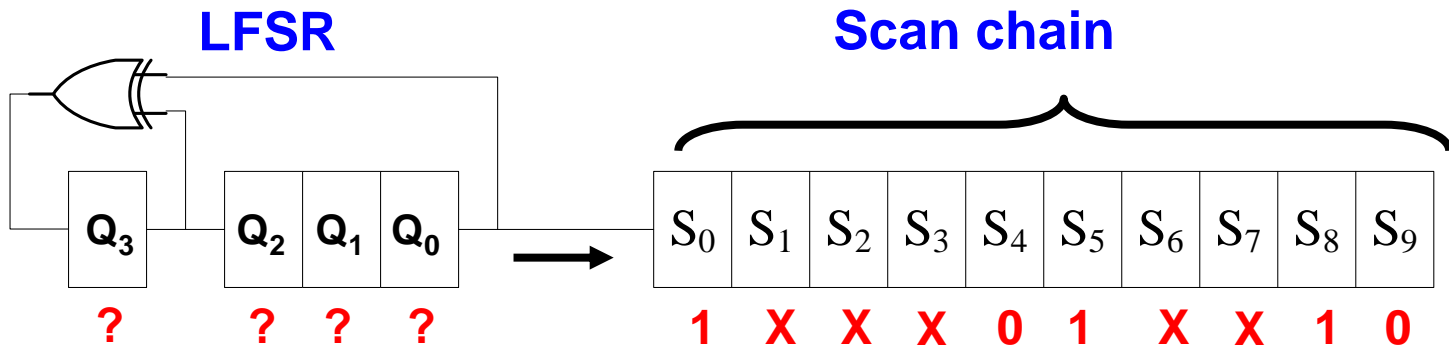 LFSR Scan chain
Q3 Q2 Q1 Q0 S0 S1 S2 S3 S4 S5 S6 S7 S8 S9
? ? ? ? 1 X X X 0 1 X X 1 0